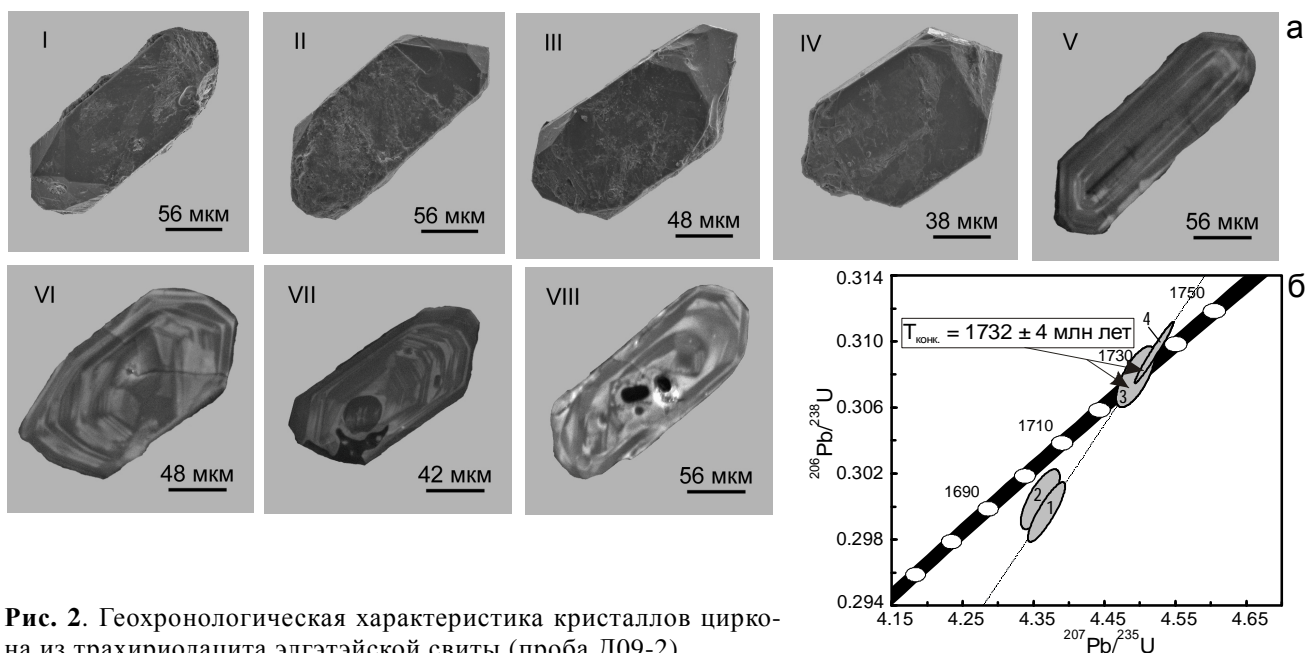 I
II
III
IV
V
а
56 мкм
56 мкм
48 мкм
38 мкм
56 мкм
VI
VII
VIII
48 мкм
42 мкм
56 мкм
б
0.314
0.310
0.306
0.302
0.298
0.294
²⁰⁶Pb/²³⁸U
1750
Tконк. = 1732 ± 4 млн лет
4
1730
3
1710
1690
2
1
4.15
4.25
4.35
4.45
4.55
4.65
²⁰⁷Pb/²³⁵U
Рис. 2. Геохронологическая характеристика кристаллов цирко-
на из трахириодацита элгэтэйской свиты (проба Л09-2)